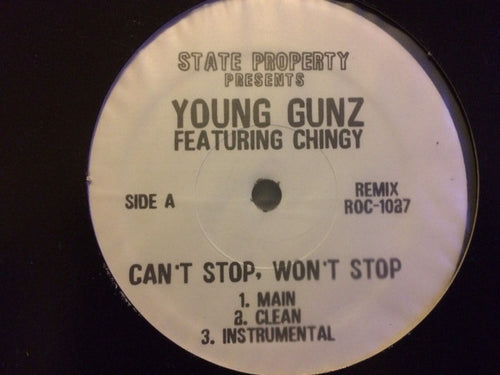 STATE PROPERTY
PRESENTS
YOUNG GUNZ
FEATURING CHINGY
SIDE A
REMIX
ROC-1027
CAN'T STOP, WON'T STOP
1. MAIN
2. CLEAN
3. INSTRUMENTAL